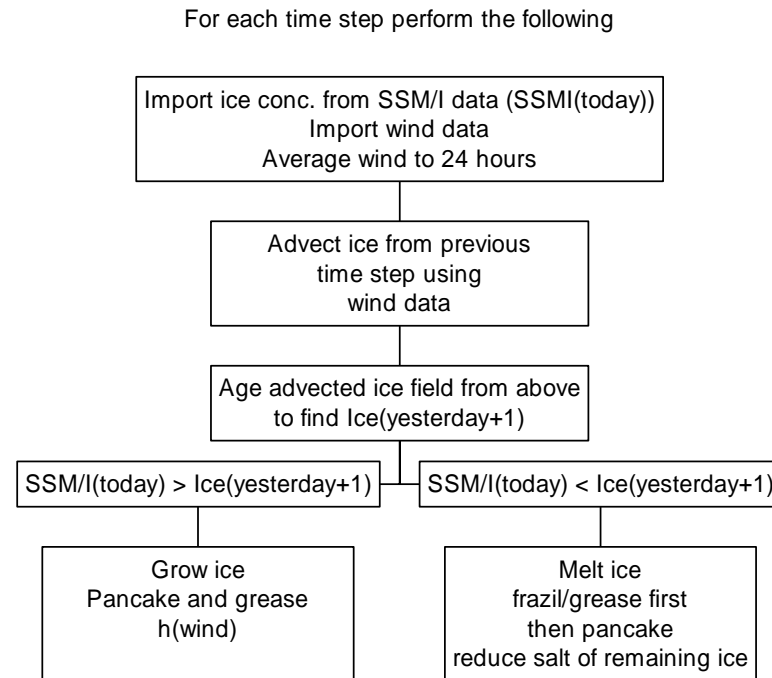 For each time step perform the following
Import ice conc. from SSM/I data (SSMI(today))
Import wind data
Average wind to 24 hours
Advect ice from previous
time step using
wind data
Age advected ice field from above
to find Ice(yesterday+1)
SSM/I(today) > Ice(yesterday+1)
SSM/I(today) < Ice(yesterday+1)
Grow ice
Pancake and grease
h(wind)
Melt ice
frazil/grease first
then pancake
reduce salt of remaining ice